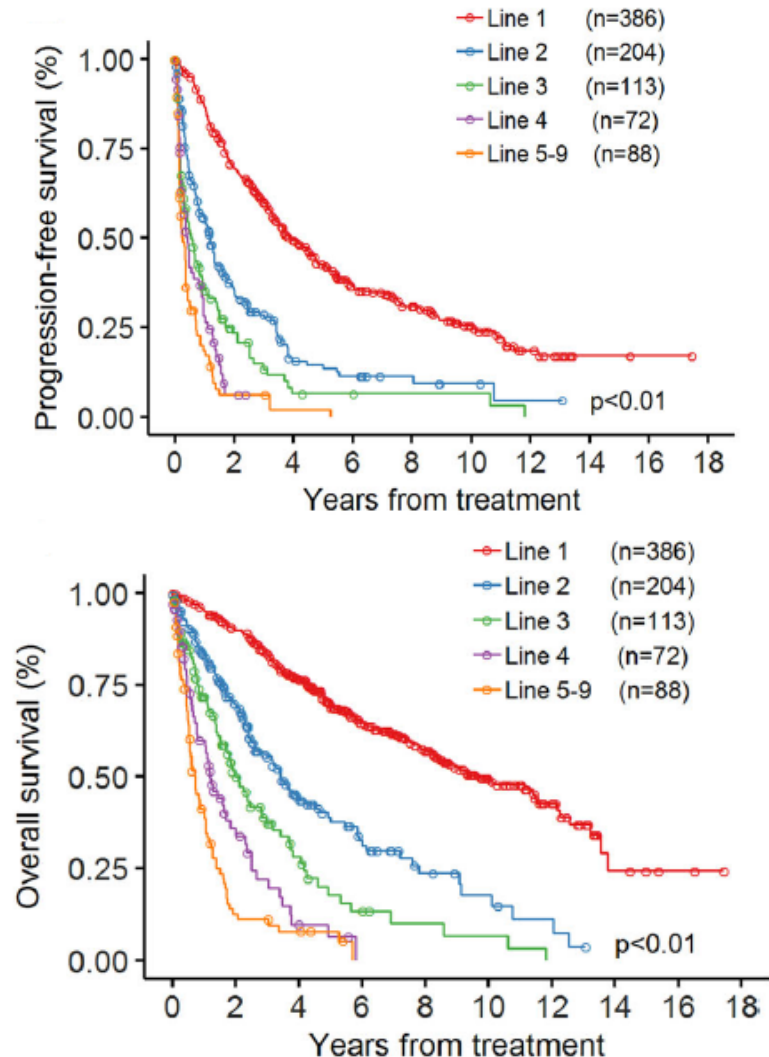 Line 1 (n=386)
Line 2 (n=204)
Line 3 (n=113)
Line 4 (n=72)
Line 5-9 (n=88)
Progression-free survival (%)
1.00
0.75
0.50
0.25
0.00
p<0.01
0 2 4 6 8 10 12 14 16 18
Years from treatment
Line 1 (n=386)
Line 2 (n=204)
Line 3 (n=113)
Line 4 (n=72)
Line 5-9 (n=88)
Overall survival (%)
1.00
0.75
0.50
0.25
0.00
p<0.01
0 2 4 6 8 10 12 14 16 18
Years from treatment